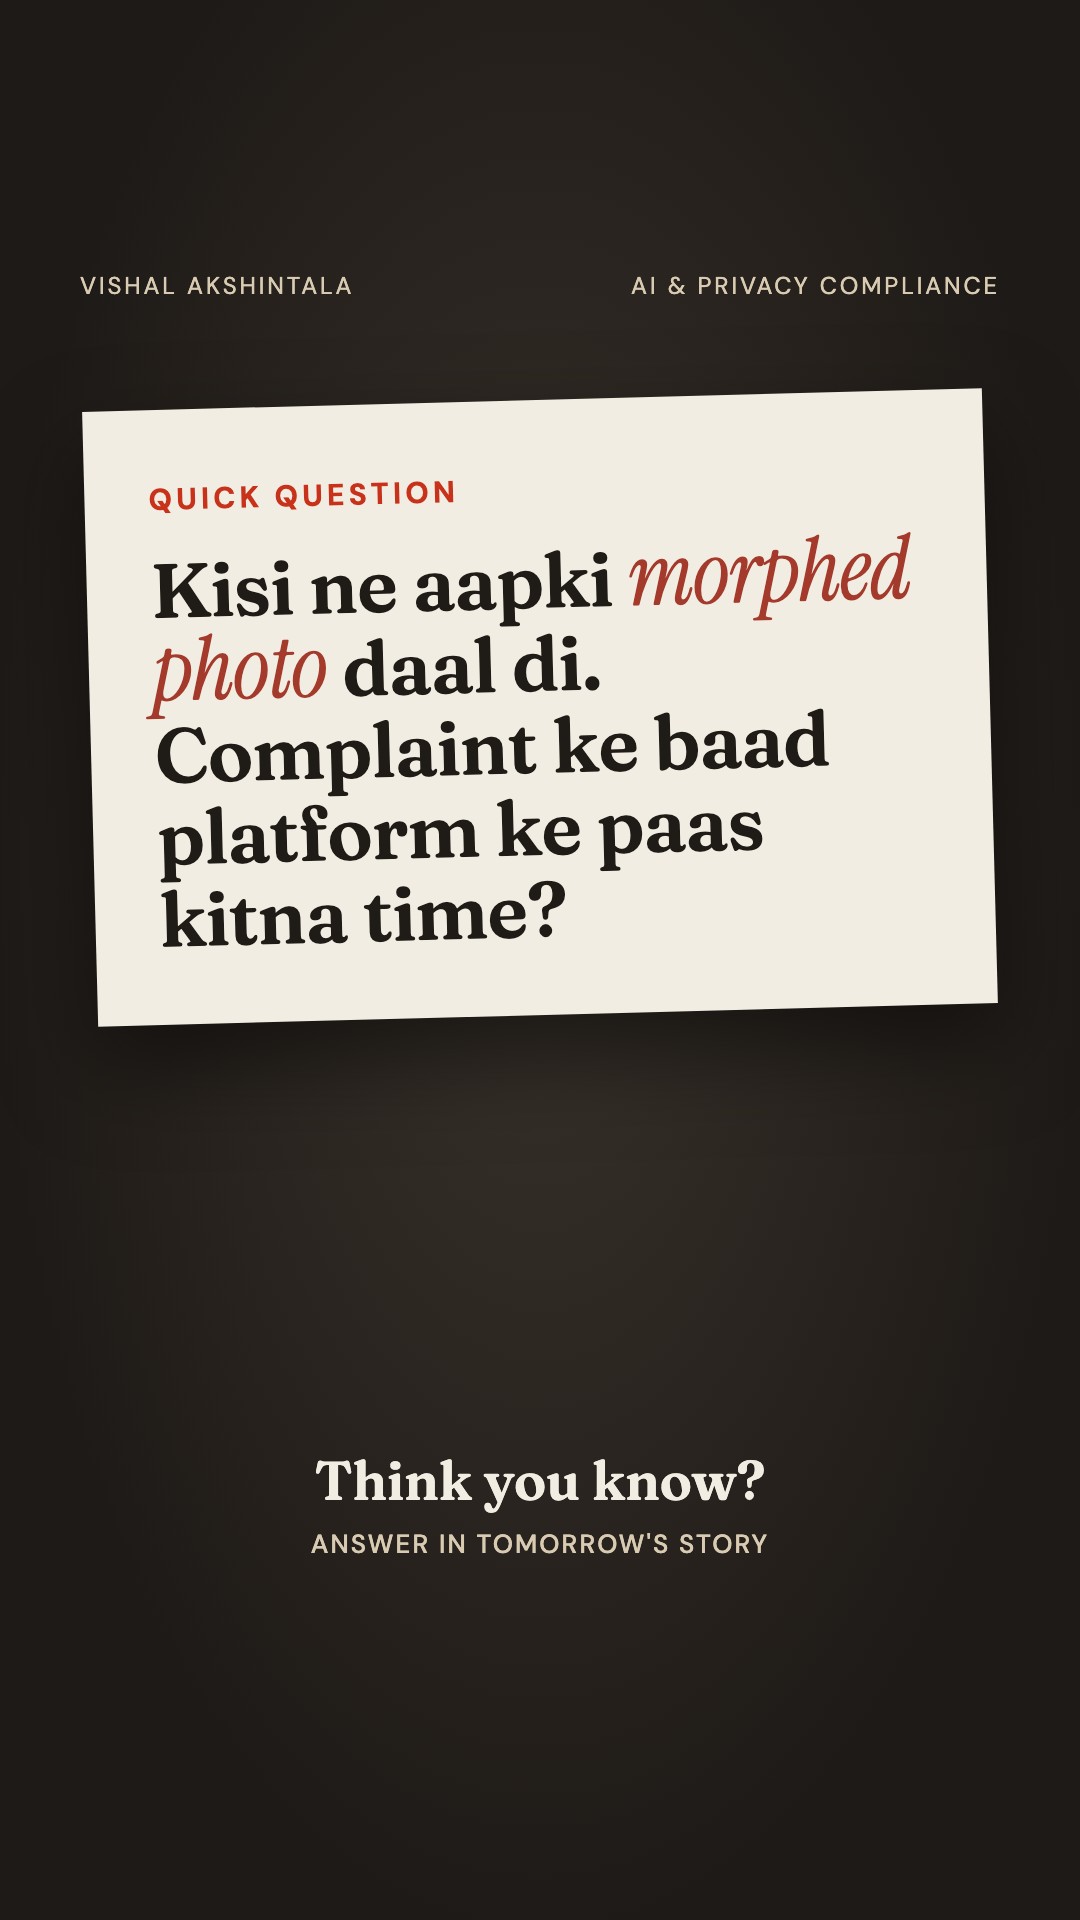 VISHAL AKSHINTALA
AI & PRIVACY COMPLIANCE
QUICK QUESTION
Kisi ne aapki morphed
photo daal di.
Complaint ke baad
platform ke paas
kitna time?
Think you know?
ANSWER IN TOMORROW'S STORY